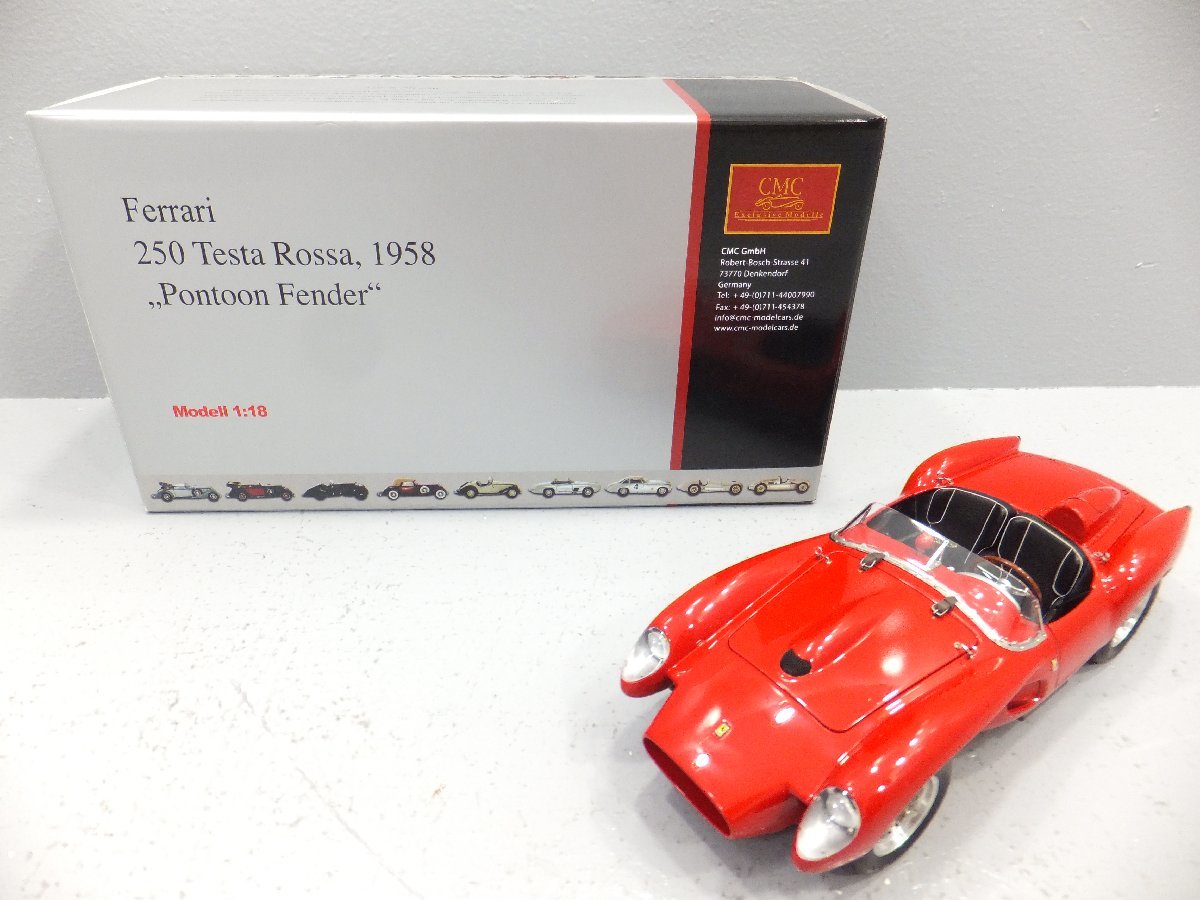 Ferrari
250 Testa Rossa, 1958
„Pontoon Fender“
Modell 1:18
CMC
Exclusive Modelle
CMC GmbH
Robert-Bosch-Strasse 41
73770 Denkendorf
Germany
Tel: + 49-(0)711-44007990
Fax: + 49-(0)711-454378
info@cmc-modelcars.de
www.cmc-modelcars.de
4